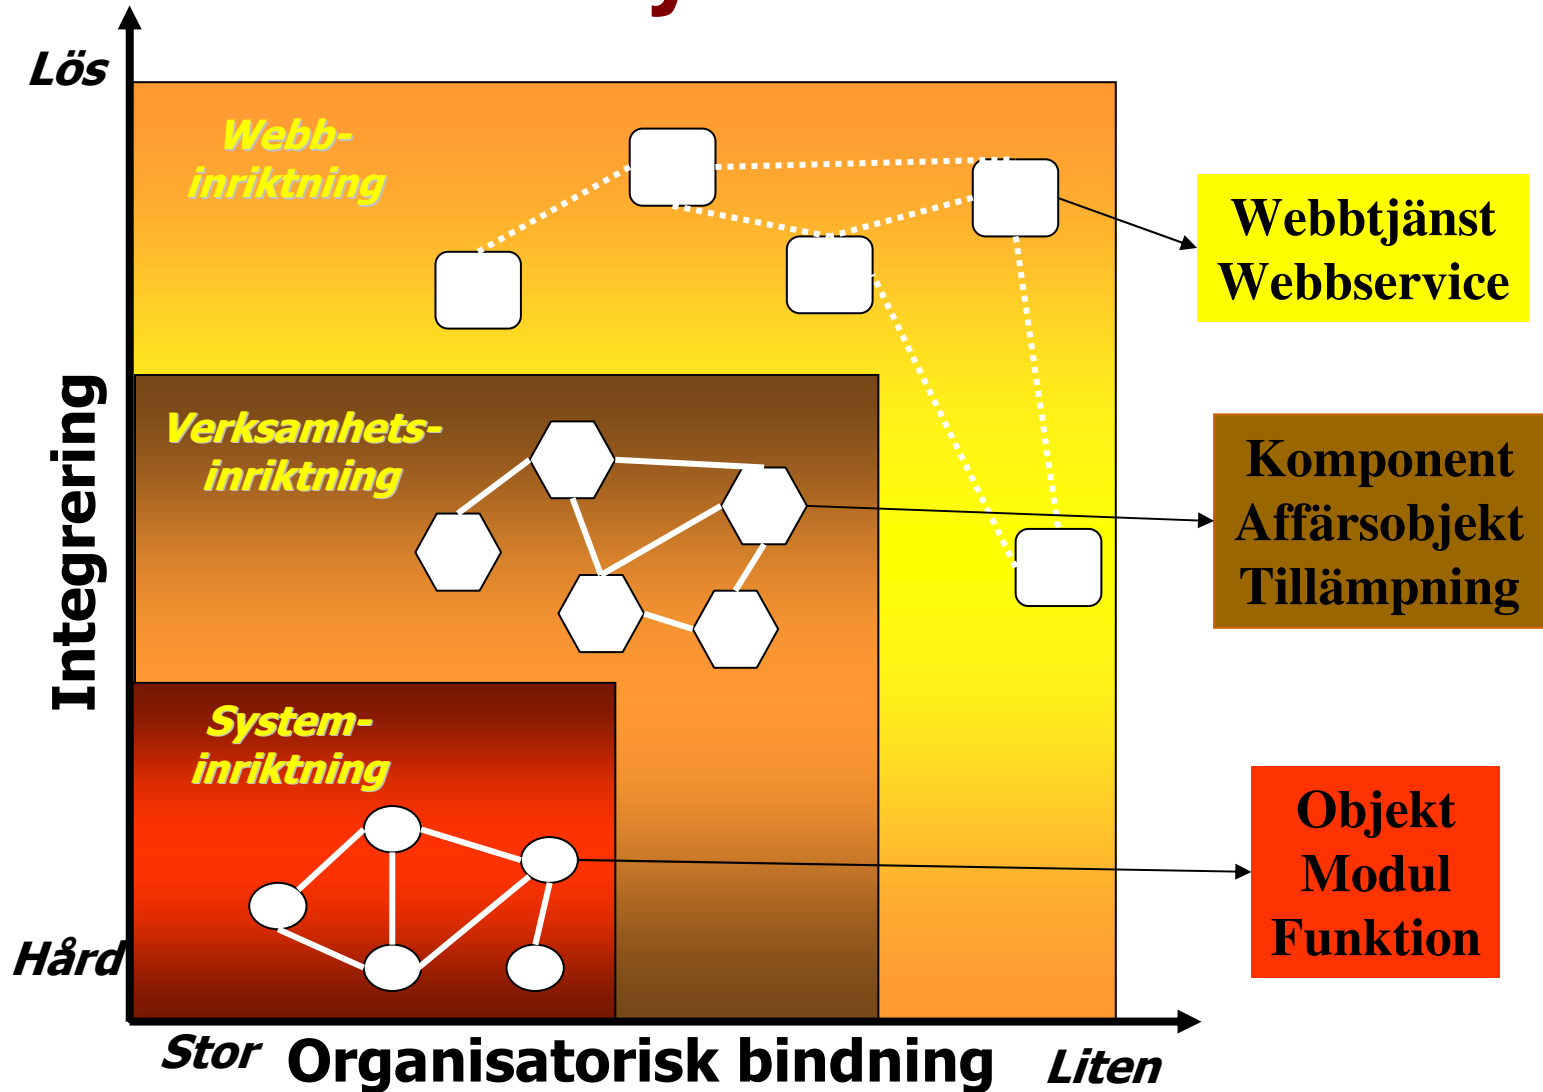 Lös
Webb-
inriktning
Webbtjänst
Webbservice
Integrering
Verksamhets-
inriktning
Komponent
Affärsobjekt
Tillämpning
System-
inriktning
Objekt
Modul
Funktion
Hård
Stor
Organisatorisk bindning
Liten